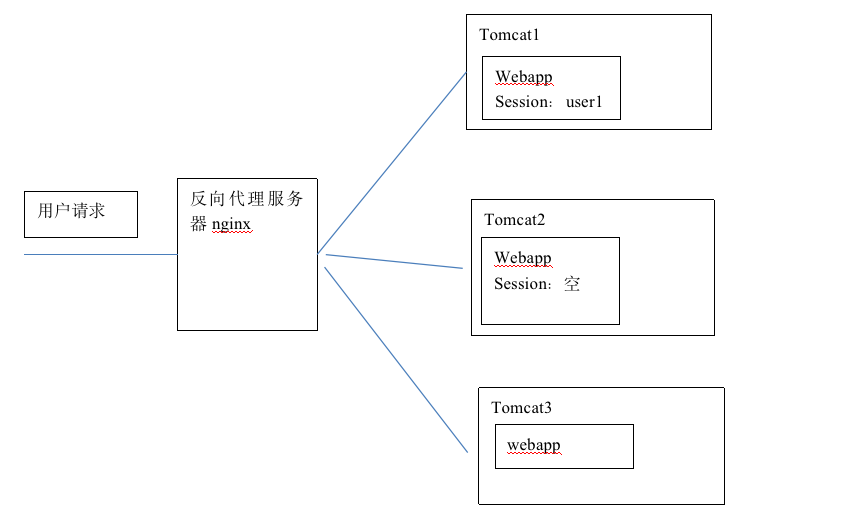 用户请求
反向代理服务
器 nginx
Tomcat1
Webapp
Session： user1
Tomcat2
Webapp
Session：空
Tomcat3
webapp